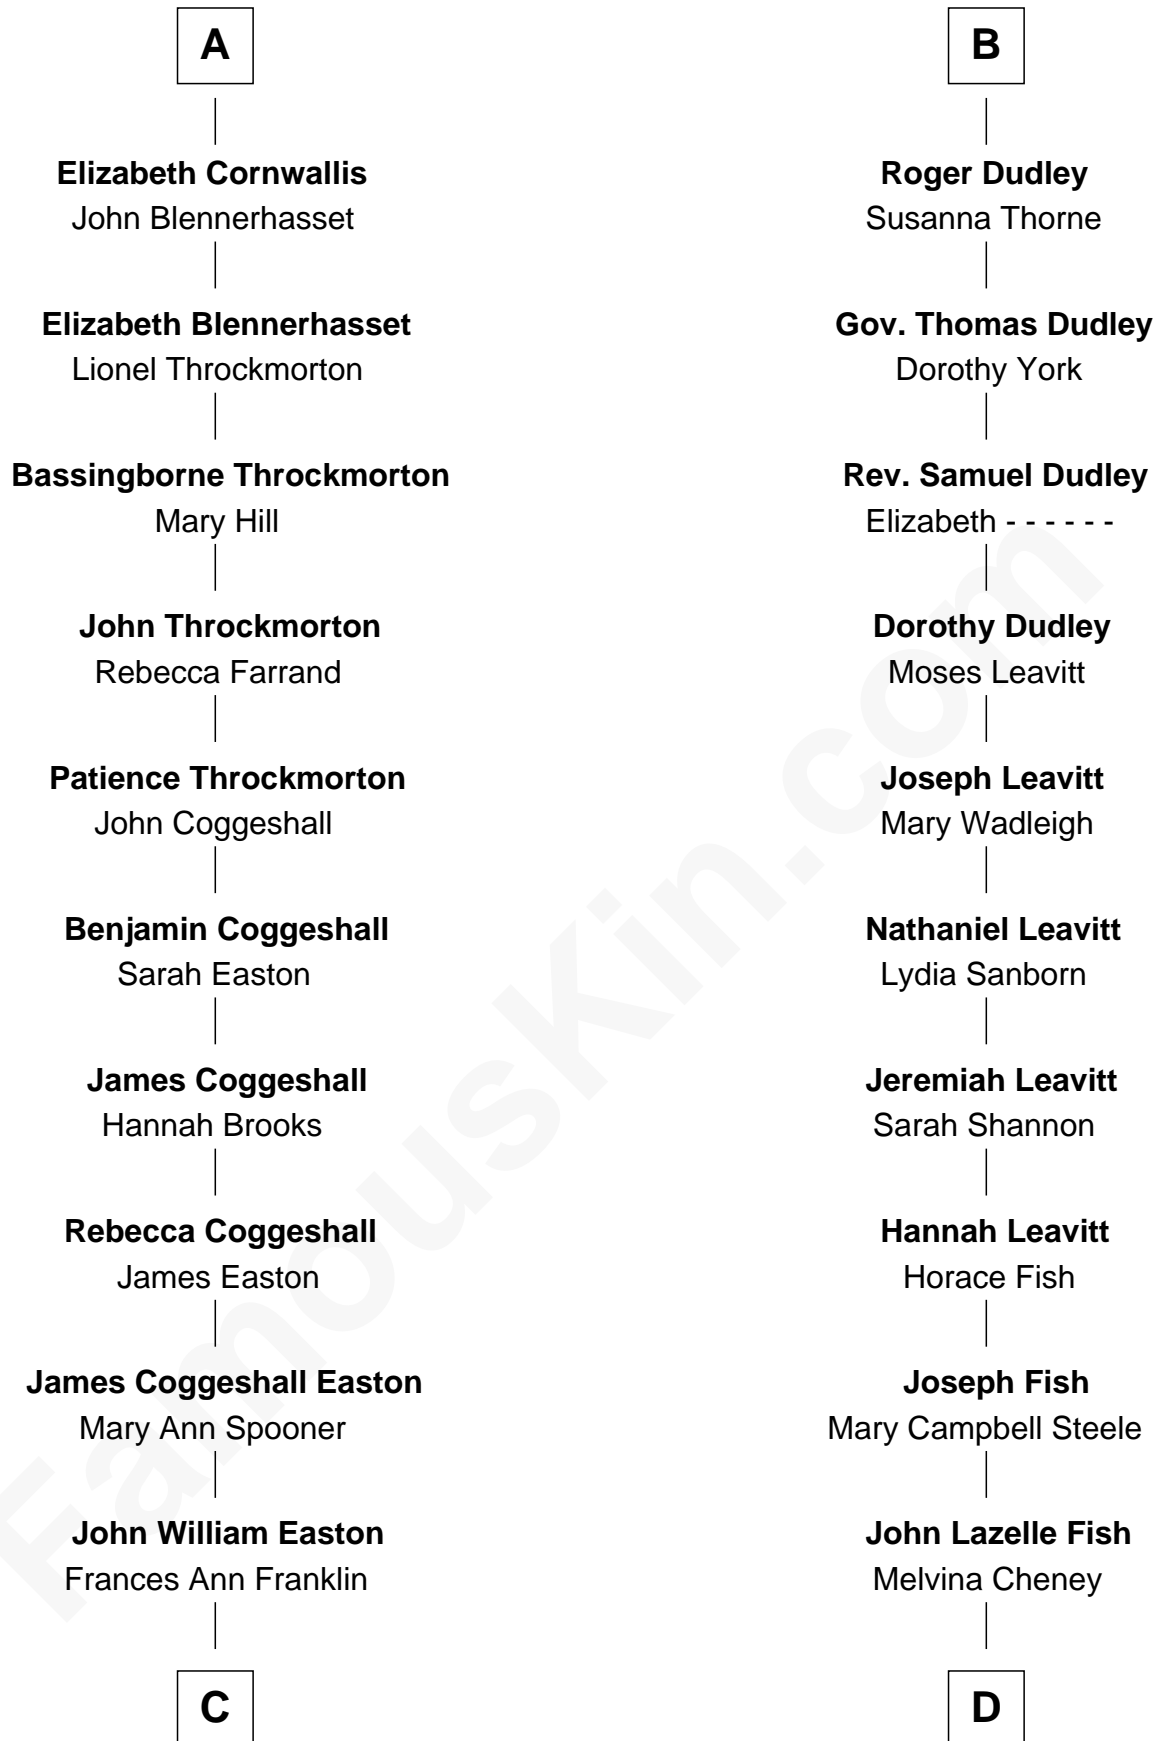 A
Elizabeth Cornwallis
John Blennerhasset
Elizabeth Blennerhasset
Lionel Throckmorton
Bassingborne Throckmorton
Mary Hill
John Throckmorton
Rebecca Farrand
Patience Throckmorton
John Coggeshall
Benjamin Coggeshall
Sarah Easton
James Coggeshall
Hannah Brooks
Rebecca Coggeshall
James Easton
James Coggeshall Easton
Mary Ann Spooner
John William Easton
Frances Ann Franklin
C
B
Roger Dudley
Susanna Thorne
Gov. Thomas Dudley
Dorothy York
Rev. Samuel Dudley
Elizabeth - - - - - -
Dorothy Dudley
Moses Leavitt
Joseph Leavitt
Mary Wadleigh
Nathaniel Leavitt
Lydia Sanborn
Jeremiah Leavitt
Sarah Shannon
Hannah Leavitt
Horace Fish
Joseph Fish
Mary Campbell Steele
John Lazelle Fish
Melvina Cheney
D
FamousKin.com